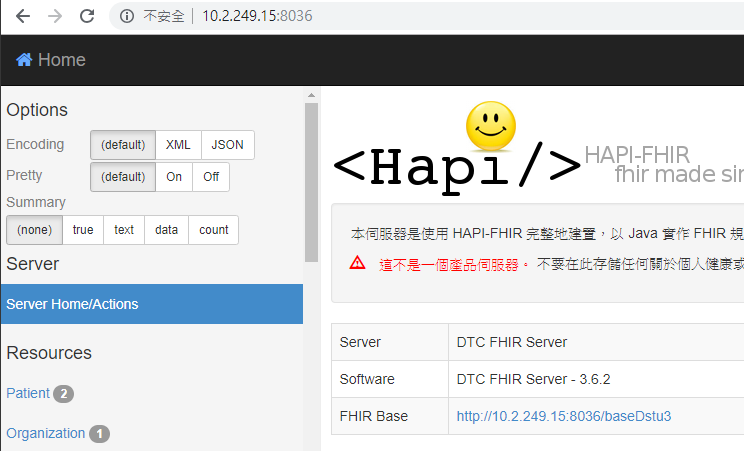 不安全 | 10.2.249.15:8036
Home
Options
Encoding (default) XML JSON
Pretty (default) On Off
Summary
(none) true text data count
Server
Server Home/Actions
Resources
Patient 2
Organization 1
<Hapi/>
HAPI-FHIR
fhir made sim
本伺服器是使用 HAPI-FHIR 完整地建置，以 Java 實作 FHIR 規
這不是一個產品伺服器。 不要在此存儲任何關於個人健康或
Server DTC FHIR Server
Software DTC FHIR Server - 3.6.2
FHIR Base http://10.2.249.15:8036/baseDstu3